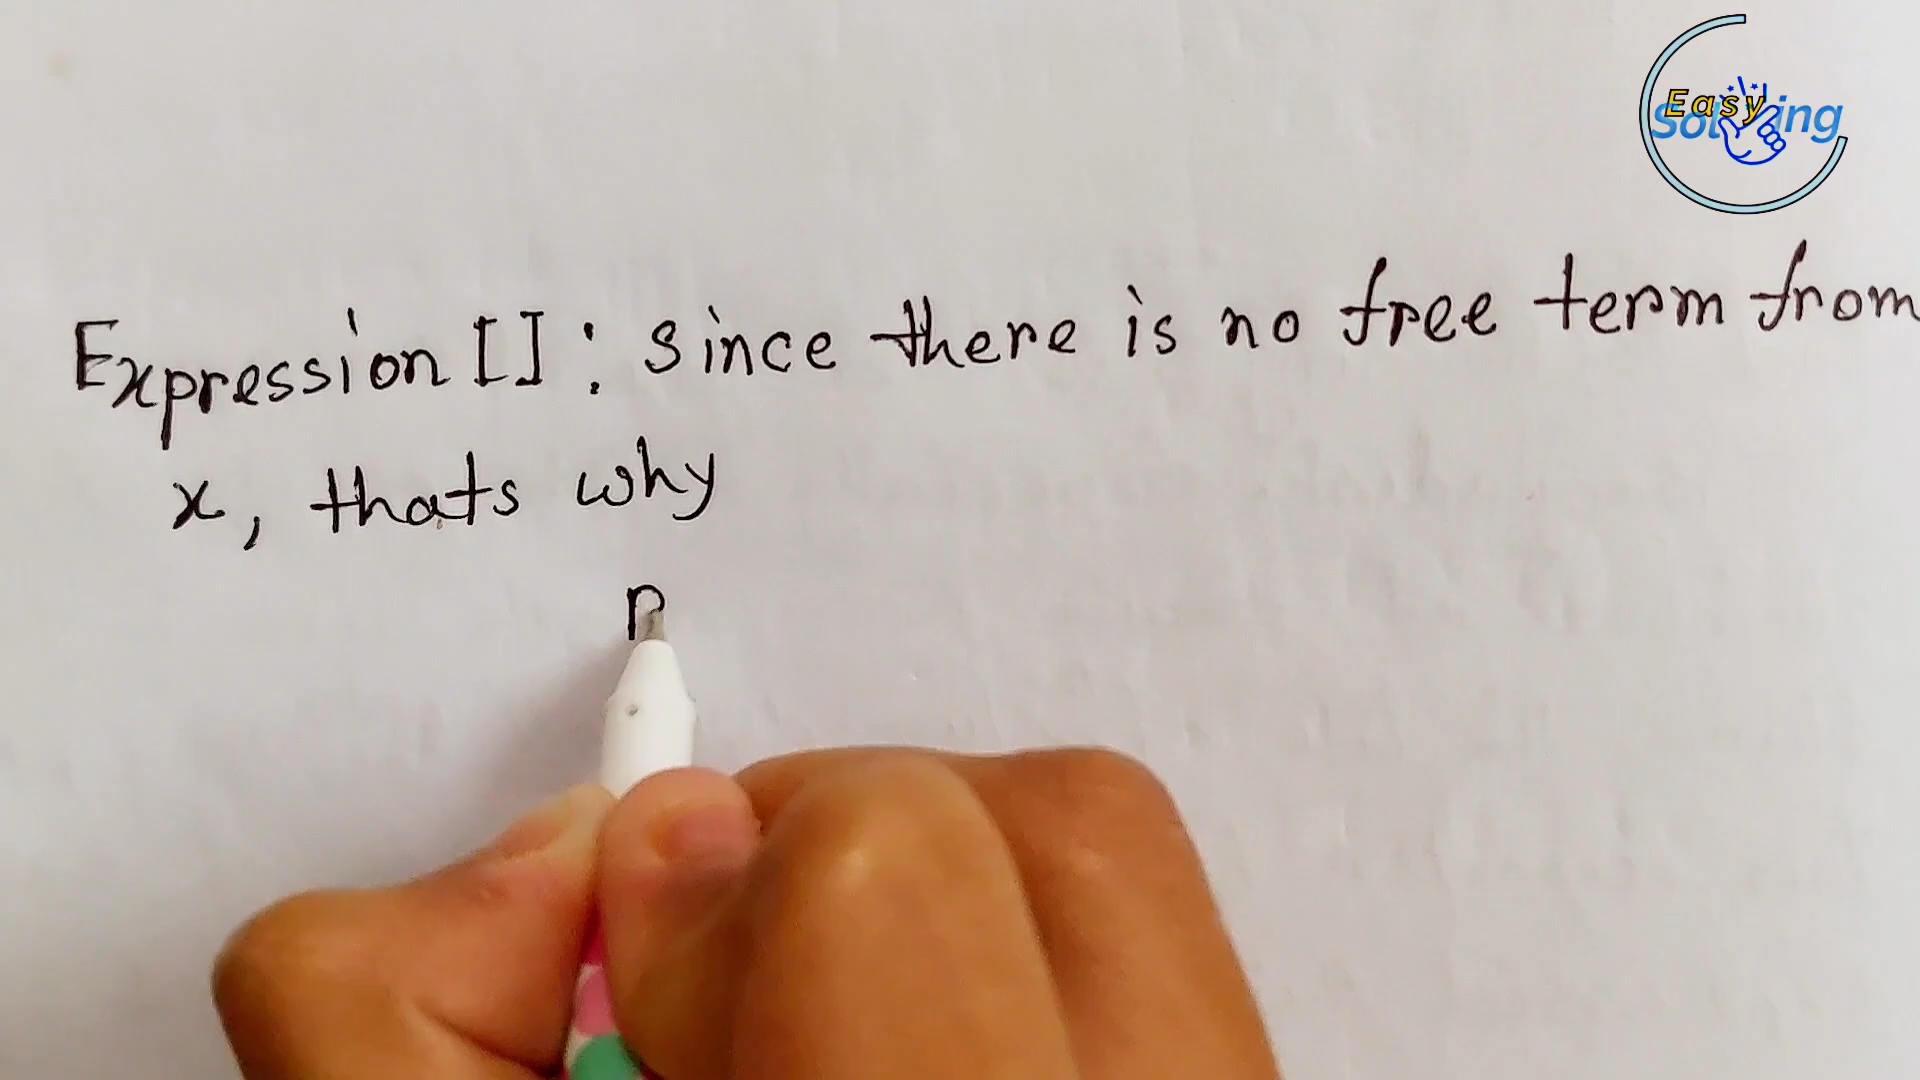 Easy
Solving
Expression []: since there is no free term from
x, thats why
P